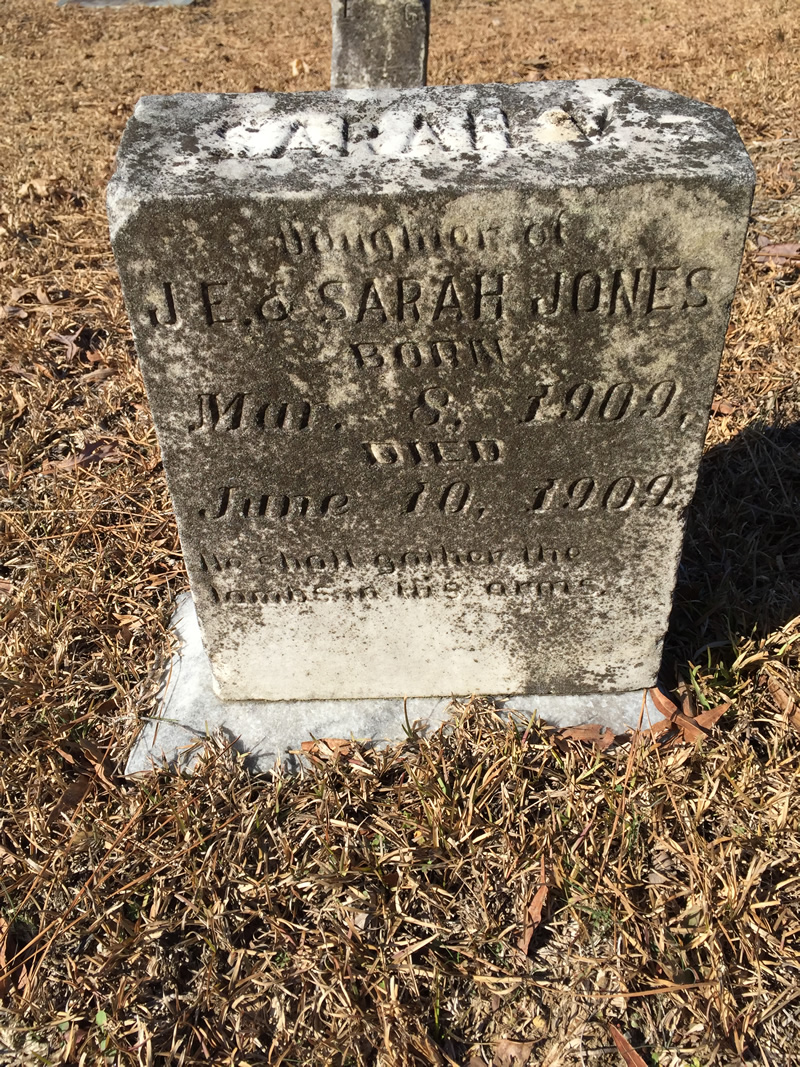 SARAH V.
Daughter of
J E. & SARAH JONES
BORN
Mar. 8, 1909,
DIED
June 10, 1909.
He shall gather the
lambs in his arms.